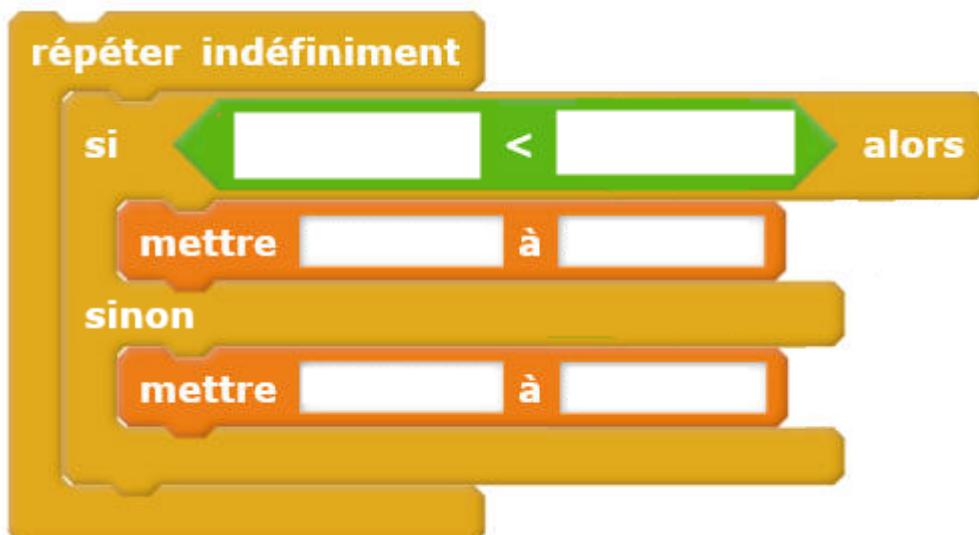 répéter indéfiniment
si < alors
mettre à
sinon
mettre à